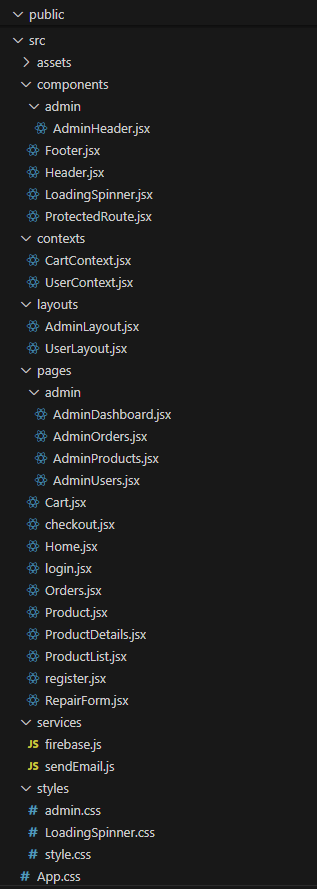 public
src
assets
components
admin
AdminHeader.jsx
Footer.jsx
Header.jsx
LoadingSpinner.jsx
ProtectedRoute.jsx
contexts
CartContext.jsx
UserContext.jsx
layouts
AdminLayout.jsx
UserLayout.jsx
pages
admin
AdminDashboard.jsx
AdminOrders.jsx
AdminProducts.jsx
AdminUsers.jsx
Cart.jsx
checkout.jsx
Home.jsx
login.jsx
Orders.jsx
Product.jsx
ProductDetails.jsx
ProductList.jsx
register.jsx
RepairForm.jsx
services
JS firebase.js
JS sendEmail.js
styles
# admin.css
# LoadingSpinner.css
# style.css
# App.css